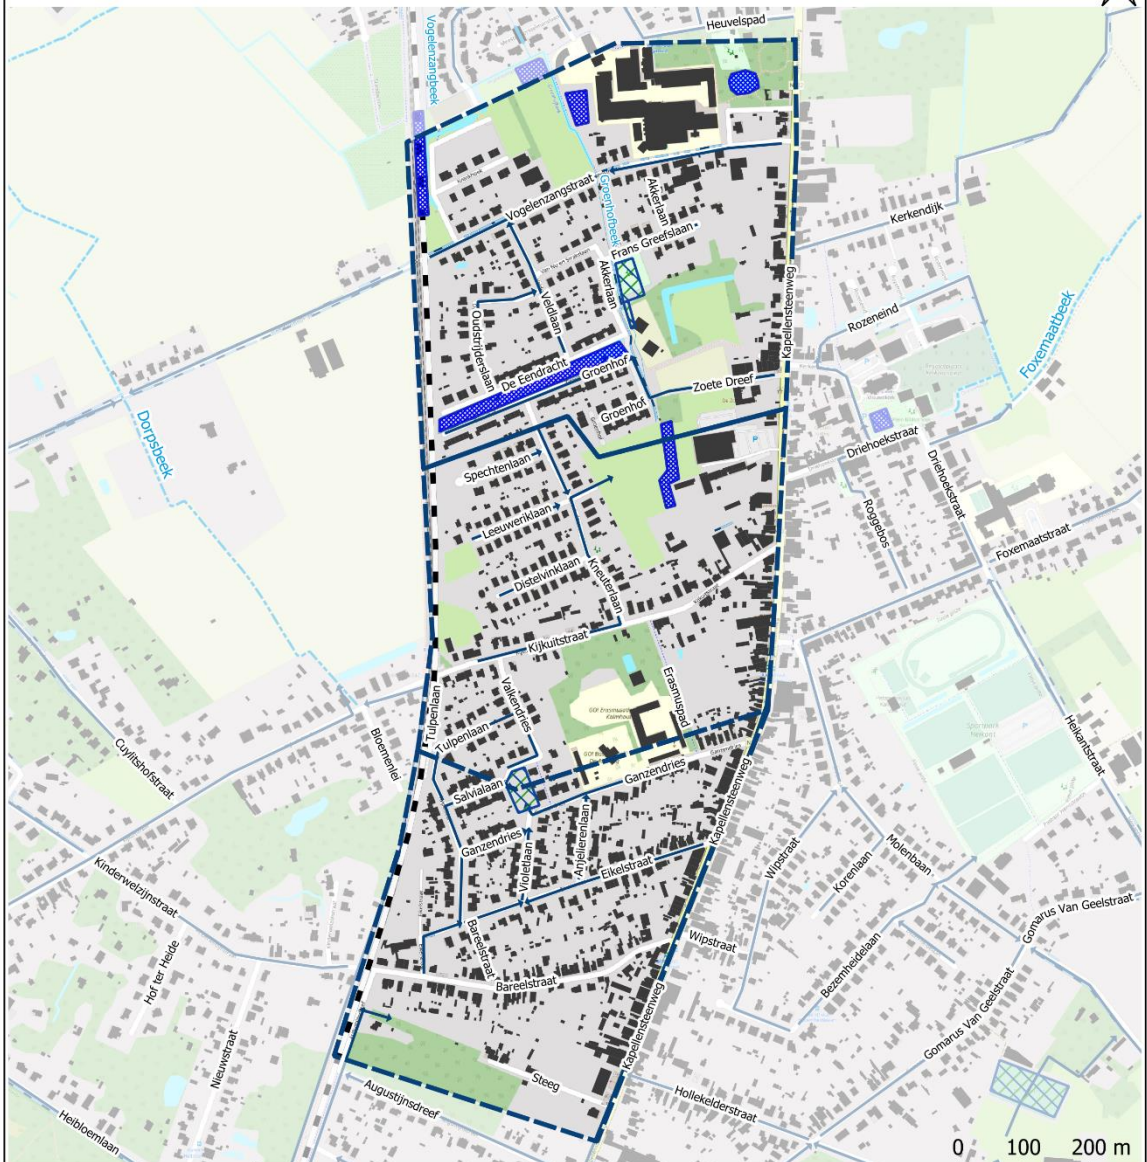 Heuvelspad
Vogelenzangbeek
Vogelenzangstraat
Groenhofbeek
Akkerlaan
Frans Greefslaan
Akkerlaan
Kerkendijk
Kapellensteenweg
Veldlaan
Oudstrijderslaan
Rozeneind
Foxemaatbeek
De Eendracht
Groenhof
Zoete Dreef
Groenhof
Dorpsbeek
Driehoekstraat
Driehoekstraat
Spechtenlaan
Leeuweriklaan
Roggebos
Foxemaatstraat
Distelvinklaan
Kneuterlaan
Kijkuitstraat
Erasmuspad
Valkendries
Tulpenlaan
Tulpenlaan
Bloemenlei
Cuylitshofstraat
Heikantstraat
Salvialaan
Ganzendries
Ganzendries
Violetlaan
Anjelierenlaan
Eikelstraat
Kapellensteenweg
Wipstraat
Korenlaan
Molenbaan
Kinderwelzijnstraat
Hof ter Heide
Bareelstraat
Bareelstraat
Wipstraat
Bezemheidelaan
Gomarus Van Geelstraat
Gomarus Van Geelstraat
Kapellensteenweg
Nieuwstraat
Steeg
Augustijnsdreef
Hollekelderstraat
Heibloemlaan
0 100 200 m